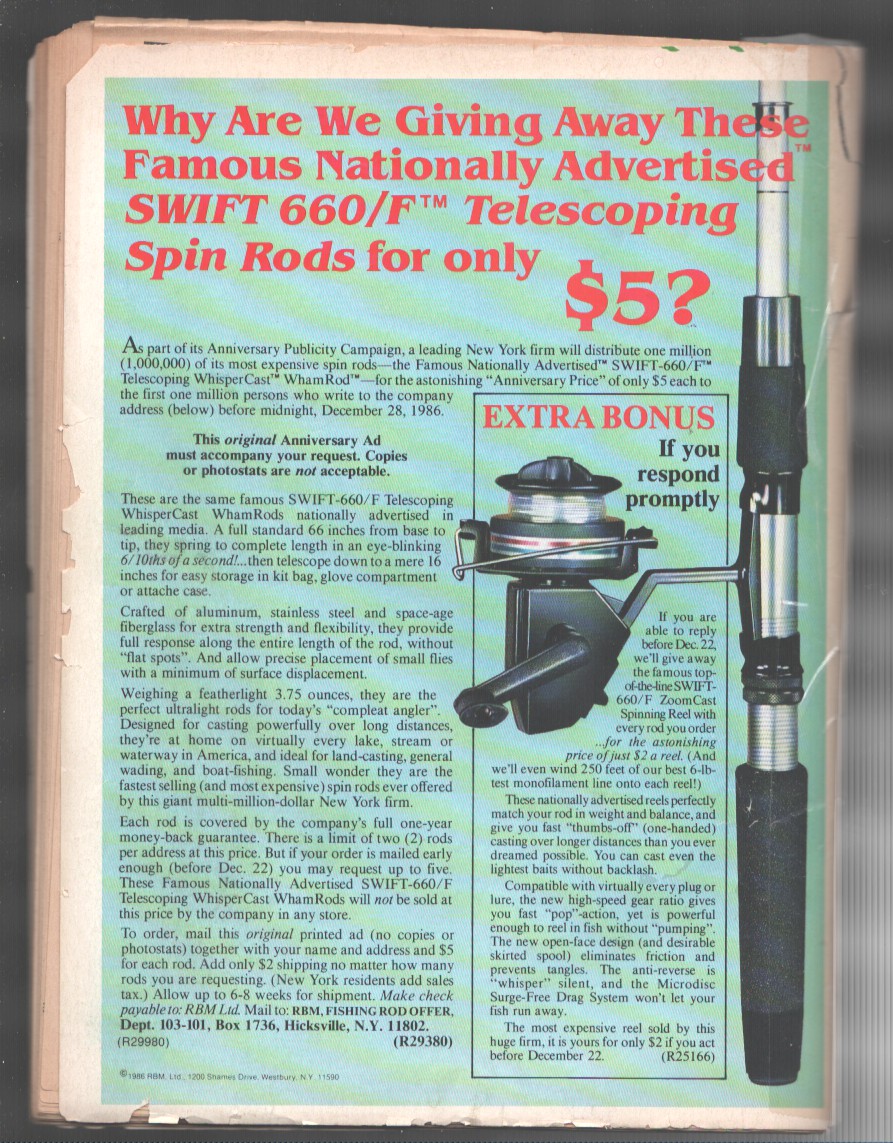 Why Are We Giving Away These
Famous Nationally Advertised™
SWIFT 660/F™ Telescoping
Spin Rods for only
$5?
As part of its Anniversary Publicity Campaign, a leading New York firm will distribute one million
(1,000,000) of its most expensive spin rods—the Famous Nationally Advertised™ SWIFT-660/F™
Telescoping WhisperCast™ WhamRod™—for the astonishing “Anniversary Price” of only $5 each to
the first one million persons who write to the company
address (below) before midnight, December 28, 1986.
This original Anniversary Ad
must accompany your request. Copies
or photostats are not acceptable.
These are the same famous SWIFT-660/F Telescoping
WhisperCast WhamRods nationally advertised in
leading media. A full standard 66 inches from base to
tip, they spring to complete length in an eye-blinking
6/10ths of a second!...then telescope down to a mere 16
inches for easy storage in kit bag, glove compartment
or attache case.
Crafted of aluminum, stainless steel and space-age
fiberglass for extra strength and flexibility, they provide
full response along the entire length of the rod, without
“flat spots”. And allow precise placement of small flies
with a minimum of surface displacement.
Weighing a featherlight 3.75 ounces, they are the
perfect ultralight rods for today's “compleat angler”.
Designed for casting powerfully over long distances,
they're at home on virtually every lake, stream or
waterway in America, and ideal for land-casting, general
wading, and boat-fishing. Small wonder they are the
fastest selling (and most expensive) spin rods ever offered
by this giant multi-million-dollar New York firm.
Each rod is covered by the company's full one-year
money-back guarantee. There is a limit of two (2) rods
per address at this price. But if your order is mailed early
enough (before Dec. 22) you may request up to five.
These Famous Nationally Advertised SWIFT-660/F
Telescoping WhisperCast WhamRods will not be sold at
this price by the company in any store.
To order, mail this original printed ad (no copies or
photostats) together with your name and address and $5
for each rod. Add only $2 shipping no matter how many
rods you are requesting. (New York residents add sales
tax.) Allow up to 6-8 weeks for shipment. Make check
payable to: RBM Ltd. Mail to: RBM, FISHING ROD OFFER,
Dept. 103-101, Box 1736, Hicksville, N.Y. 11802.
(R29980) (R29380)
©1986 RBM, Ltd., 1200 Shames Drive, Westbury, N.Y. 11590
EXTRA BONUS
If you
respond
promptly
If you are
able to reply
before Dec. 22,
we'll give away
the famous top-
of-the-line SWIFT-
660/F ZoomCast
Spinning Reel with
every rod you order
...for the astonishing
price of just $2 a reel. (And
we'll even wind 250 feet of our best 6-lb-
test monofilament line onto each reel!)
These nationally advertised reels perfectly
match your rod in weight and balance, and
give you fast “thumbs-off” (one-handed)
casting over longer distances than you ever
dreamed possible. You can cast even the
lightest baits without backlash.
Compatible with virtually every plug or
lure, the new high-speed gear ratio gives
you fast “pop”-action, yet is powerful
enough to reel in fish without “pumping”.
The new open-face design (and desirable
skirted spool) eliminates friction and
prevents tangles. The anti-reverse is
“whisper” silent, and the Microdisc
Surge-Free Drag System won't let your
fish run away.
The most expensive reel sold by this
huge firm, it is yours for only $2 if you act
before December 22. (R25166)